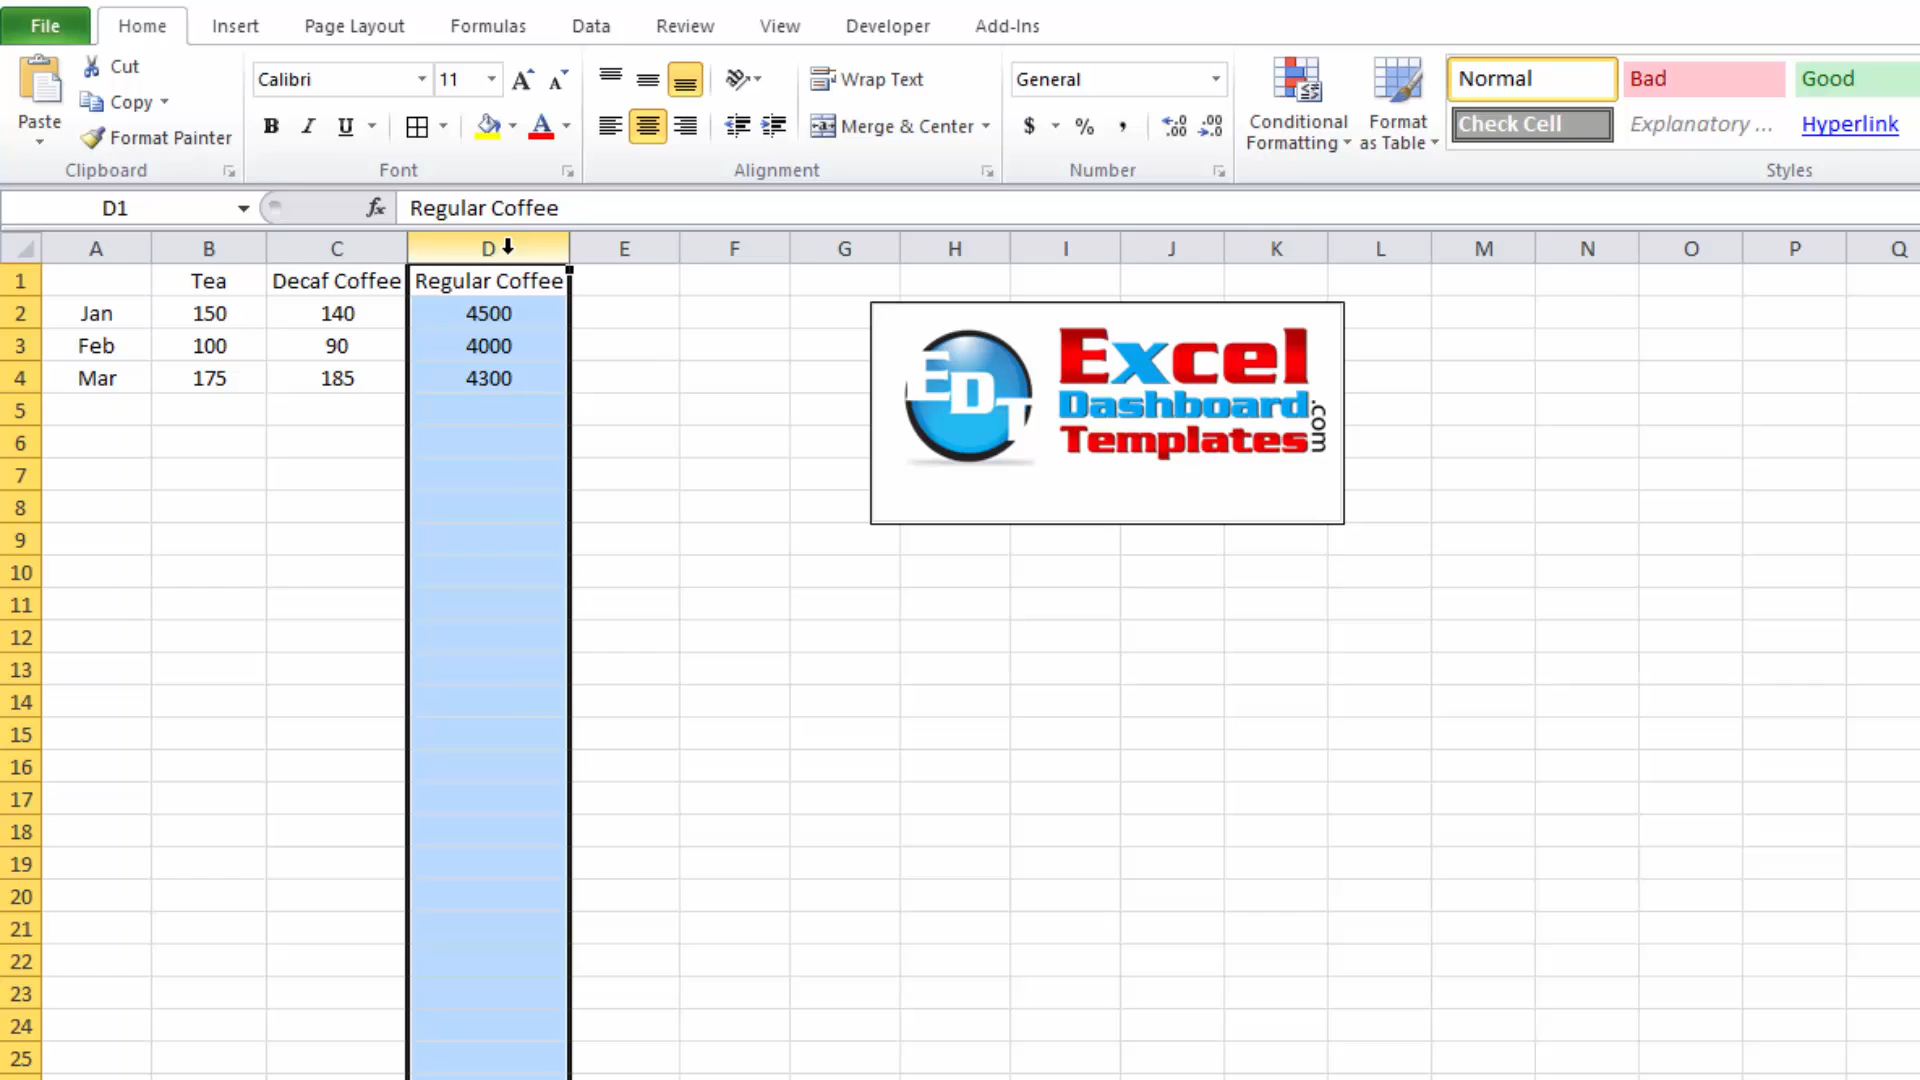 File Home Insert Page Layout Formulas Data Review View Developer Add-Ins
Cut
Copy
Format Painter
Paste
Clipboard
Calibri 11
B I U
Font
Wrap Text
Merge & Center
Alignment
General
$ % ,
Number
Conditional Formatting
Format as Table
Normal Bad Good
Check Cell Explanatory ... Hyperlink
Styles
D1 fx Regular Coffee
A B C D E F G H I J K L M N O P Q
1 Tea Decaf Coffee Regular Coffee
2 Jan 150 140 4500
3 Feb 100 90 4000
4 Mar 175 185 4300
5
6
7
8
9
10
11
12
13
14
15
16
17
18
19
20
21
22
23
24
25
EDT
Excel
Dashboard
Templates
.com